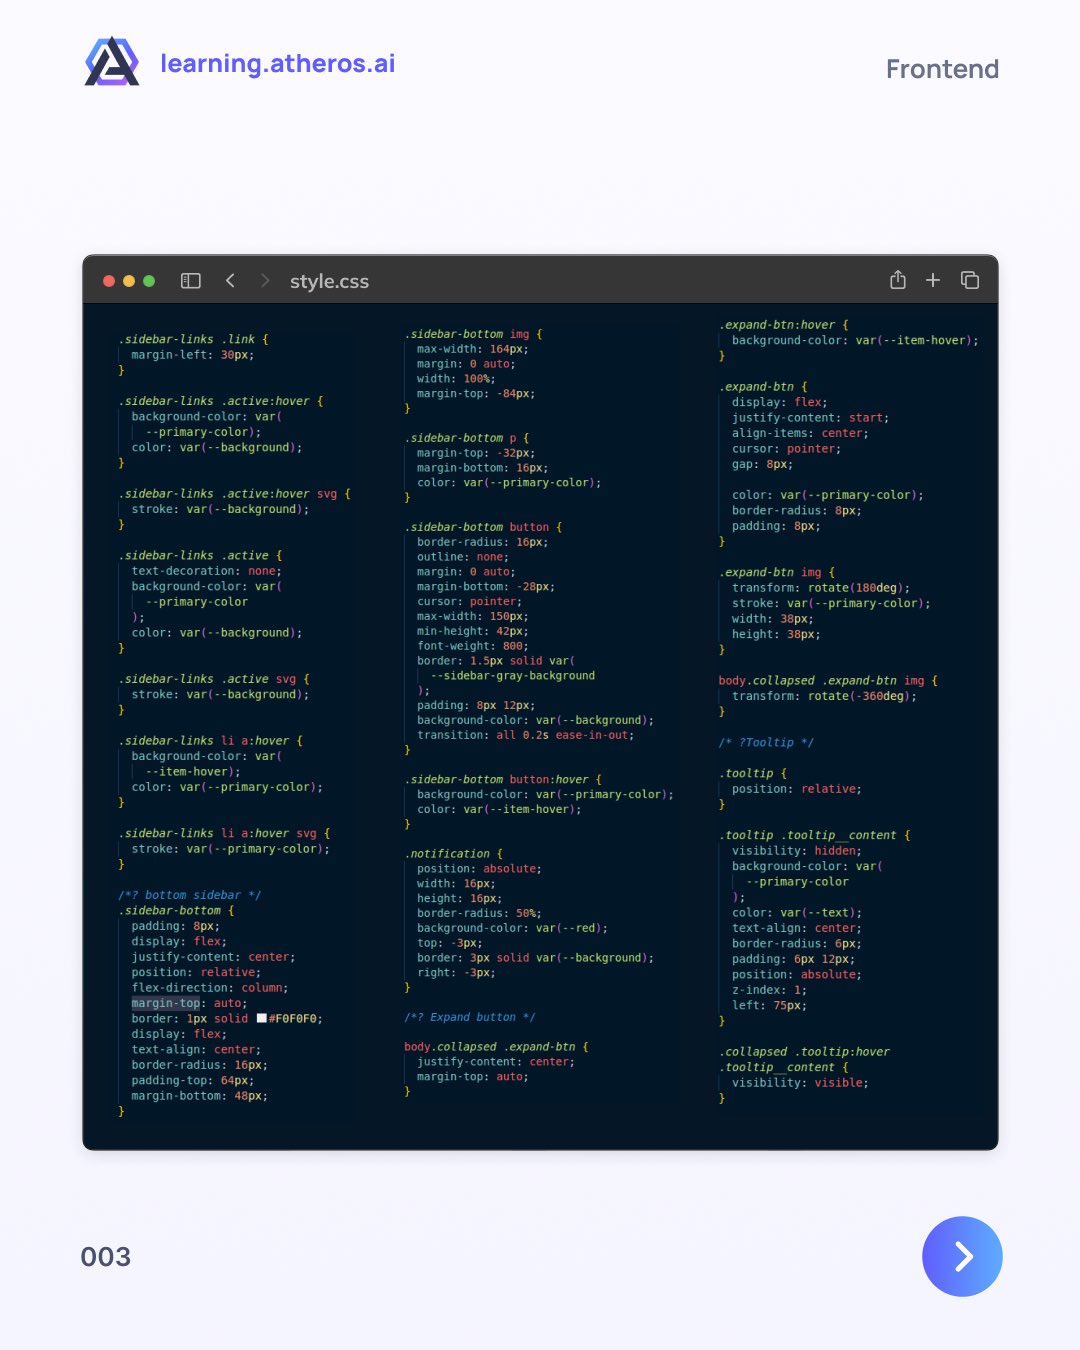 learning.atheros.ai
Frontend
style.css
.sidebar-links .link {
margin-left: 30px;
}
.sidebar-links .active:hover {
background-color: var(
--primary-color);
color: var(--background);
}
.sidebar-links .active:hover svg {
stroke: var(--background);
}
.sidebar-links .active {
text-decoration: none;
background-color: var(
--primary-color
);
color: var(--background);
}
.sidebar-links .active svg {
stroke: var(--background);
}
.sidebar-links li a:hover {
background-color: var(
--item-hover);
color: var(--primary-color);
}
.sidebar-links li a:hover svg {
stroke: var(--primary-color);
}
/*? bottom sidebar */
.sidebar-bottom {
padding: 8px;
display: flex;
justify-content: center;
position: relative;
flex-direction: column;
margin-top: auto;
border: 1px solid #F0F0F0;
display: flex;
text-align: center;
border-radius: 16px;
padding-top: 64px;
margin-bottom: 48px;
}
.sidebar-bottom img {
max-width: 164px;
margin: 0 auto;
width: 100%;
margin-top: -84px;
}
.sidebar-bottom p {
margin-top: -32px;
margin-bottom: 16px;
color: var(--primary-color);
}
.sidebar-bottom button {
border-radius: 16px;
outline: none;
margin: 0 auto;
margin-bottom: -28px;
cursor: pointer;
max-width: 150px;
min-height: 42px;
font-weight: 800;
border: 1.5px solid var(
--sidebar-gray-background
);
padding: 8px 12px;
background-color: var(--background);
transition: all 0.2s ease-in-out;
}
.sidebar-bottom button:hover {
background-color: var(--primary-color);
color: var(--item-hover);
}
.notification {
position: absolute;
width: 16px;
height: 16px;
border-radius: 50%;
background-color: var(--red);
top: -3px;
border: 3px solid var(--background);
right: -3px;
}
/*? Expand button */
body.collapsed .expand-btn {
justify-content: center;
margin-top: auto;
}
.expand-btn:hover {
background-color: var(--item-hover);
}
.expand-btn {
display: flex;
justify-content: start;
align-items: center;
cursor: pointer;
gap: 8px;
color: var(--primary-color);
border-radius: 8px;
padding: 8px;
}
.expand-btn img {
transform: rotate(180deg);
stroke: var(--primary-color);
width: 38px;
height: 38px;
}
body.collapsed .expand-btn img {
transform: rotate(-360deg);
}
/* ?Tooltip */
.tooltip {
position: relative;
}
.tooltip .tooltip__content {
visibility: hidden;
background-color: var(
--primary-color
);
color: var(--text);
text-align: center;
border-radius: 6px;
padding: 6px 12px;
position: absolute;
z-index: 1;
left: 75px;
}
.collapsed .tooltip:hover
.tooltip__content {
visibility: visible;
}
003